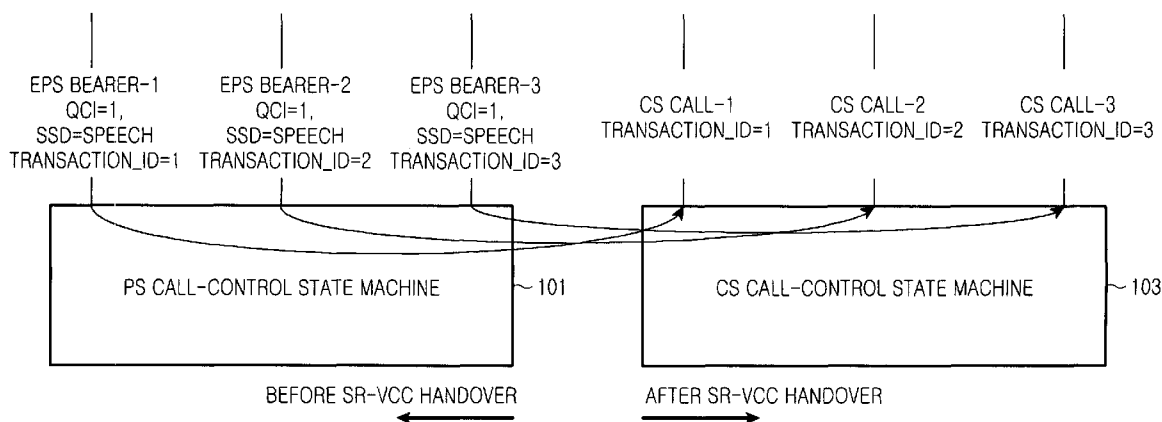 EPS BEARER-1
QCI=1,
SSD=SPEECH
TRANSACTION_ID=1
EPS BEARER-2
QCI=1,
SSD=SPEECH
TRANSACTION_ID=2
EPS BEARER-3
QCI=1,
SSD=SPEECH
TRANSACTION_ID=3
CS CALL-1
TRANSACTION_ID=1
CS CALL-2
TRANSACTION_ID=2
CS CALL-3
TRANSACTION_ID=3
PS CALL-CONTROL STATE MACHINE
101
CS CALL-CONTROL STATE MACHINE
103
BEFORE SR-VCC HANDOVER
AFTER SR-VCC HANDOVER